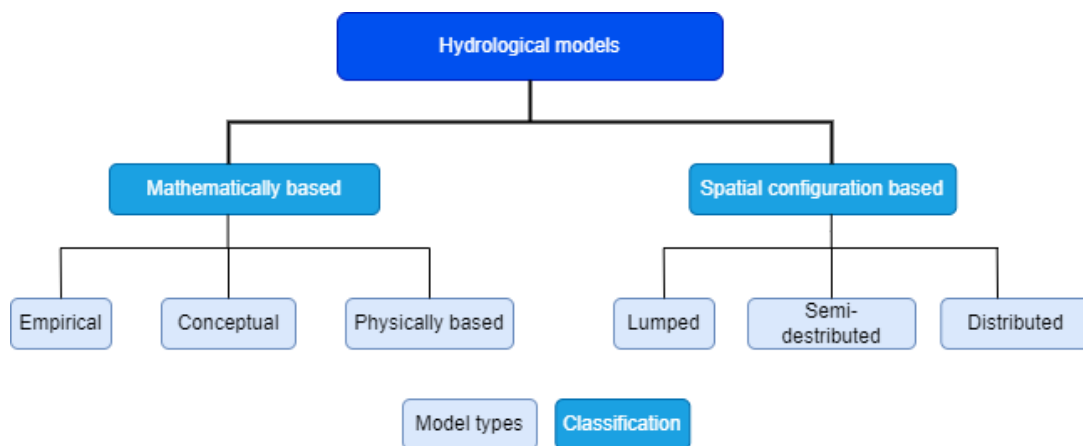 Hydrological models
Mathematically based
Spatial configuration based
Empirical
Conceptual
Physically based
Lumped
Semi-
destributed
Distributed
Model types
Classification